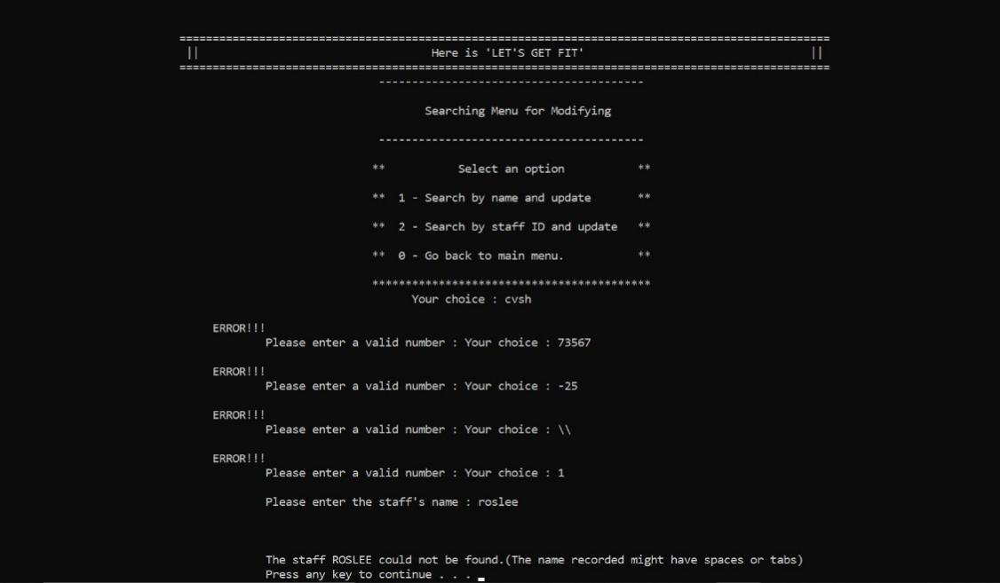 ==================================================================================================
||                                   Here is 'LET'S GET FIT'                                  ||
==================================================================================================
----------------------------------------
Searching Menu for Modifying
----------------------------------------
**           Select an option           **
**  1 - Search by name and update       **
**  2 - Search by staff ID and update   **
**  0 - Go back to main menu.           **
******************************************
Your choice : cvsh
ERROR!!!
Please enter a valid number : Your choice : 73567
ERROR!!!
Please enter a valid number : Your choice : -25
ERROR!!!
Please enter a valid number : Your choice : \\
ERROR!!!
Please enter a valid number : Your choice : 1
Please enter the staff's name : roslee
The staff ROSLEE could not be found.(The name recorded might have spaces or tabs)
Press any key to continue . . .